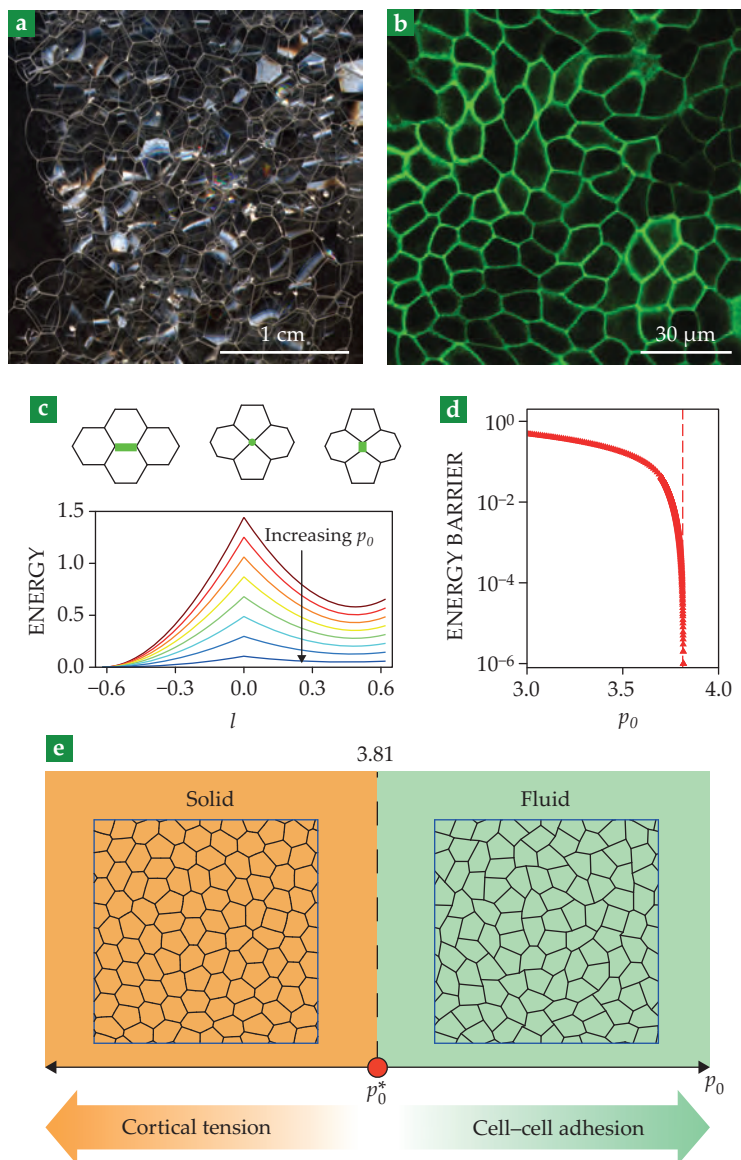 a
b
1 cm
30 µm
c
d
1.5
1.0
0.5
0.0
ENERGY
Increasing p₀
−0.6
−0.3
0.0
0.3
0.6
l
10⁰
10⁻²
10⁻⁴
10⁻⁶
ENERGY BARRIER
3.0
3.5
4.0
p₀
e
3.81
Solid
Fluid
p₀*
p₀
Cortical tension
Cell–cell adhesion